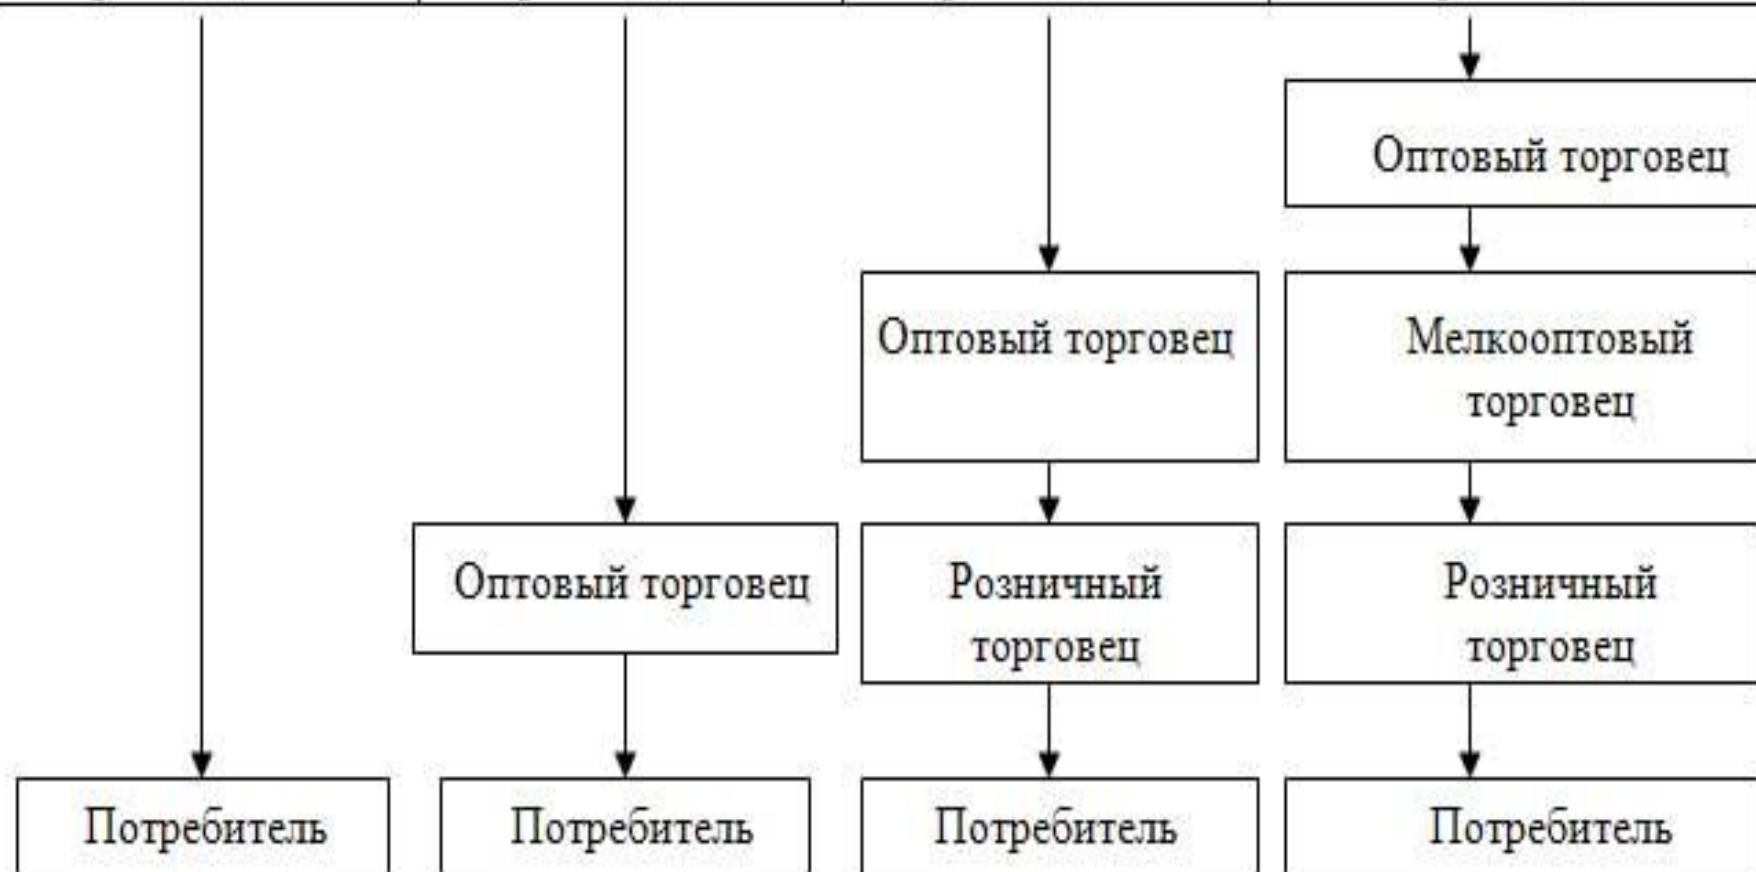 Оптовый торговец
Оптовый торговец
Мелкооптовый
торговец
Оптовый торговец
Розничный
торговец
Розничный
торговец
Потребитель
Потребитель
Потребитель
Потребитель